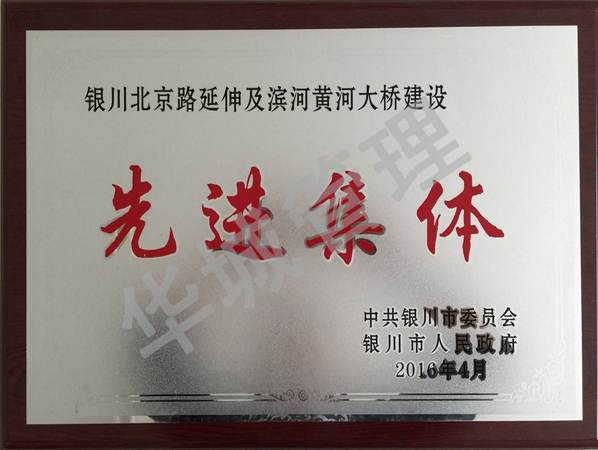 银川北京路延伸及滨河黄河大桥建设
先进集体
中共银川市委员会
银川市人民政府
2016年4月
华城管理